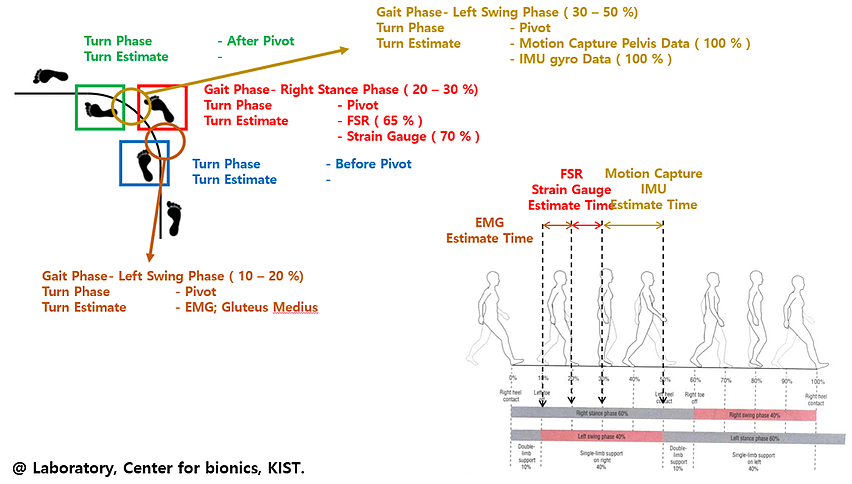 Gait Phase- Left Swing Phase ( 30 – 50 %)
Turn Phase - Pivot
Turn Estimate - Motion Capture Pelvis Data ( 100 % )
- IMU gyro Data ( 100 % )
Turn Phase - After Pivot
Turn Estimate -
Gait Phase- Right Stance Phase ( 20 – 30 %)
Turn Phase - Pivot
Turn Estimate - FSR ( 65 % )
- Strain Gauge ( 70 % )
Turn Phase - Before Pivot
Turn Estimate -
Gait Phase- Left Swing Phase ( 10 – 20 %)
Turn Phase - Pivot
Turn Estimate - EMG; Gluteus Medius
FSR
Strain Gauge
Estimate Time
Motion Capture
IMU
Estimate Time
EMG
Estimate Time
0% 10% 20% 30% 40% 50% 60% 70% 80% 90% 100%
Right heel
contact
Left toe
Left heel
contact
Right toe
off
Right heel
contact
Right stance phase 60% Right swing phase 40%
Left swing phase 40% Left stance phase 60%
Double-
limb
support
10%
Single-limb support
on right
40%
Double-
limb
support
10%
Single-limb support
on left
40%
@ Laboratory, Center for bionics, KIST.